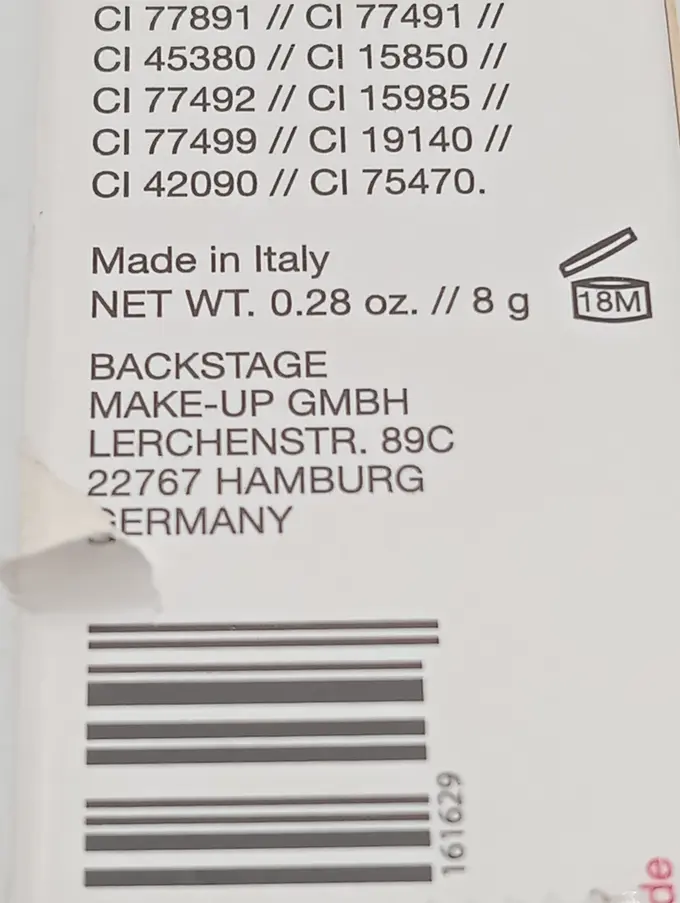 CI 77891 // CI 77491 //
CI 45380 // CI 15850 //
CI 77492 // CI 15985 //
CI 77499 // CI 19140 //
CI 42090 // CI 75470.
Made in Italy
NET WT. 0.28 oz. // 8 g
18M
BACKSTAGE
MAKE-UP GMBH
LERCHENSTR. 89C
22767 HAMBURG
GERMANY
161629
de